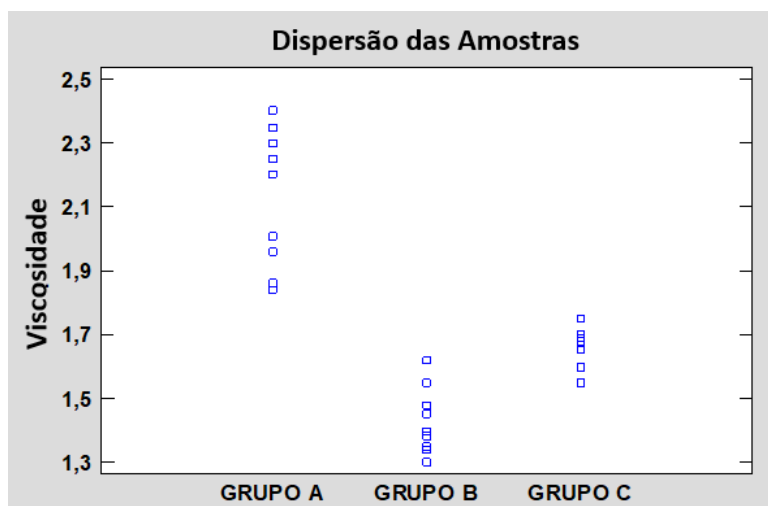 Dispersão das Amostras
Viscosidade
2,5
2,3
2,1
1,9
1,7
1,5
1,3
GRUPO A GRUPO B GRUPO C